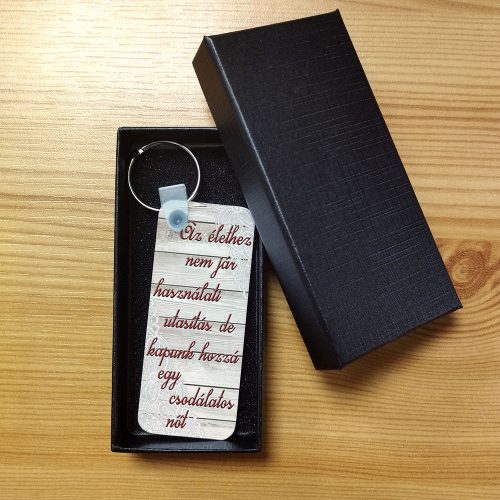 Az élethez
nem jár
használati
utasítás de
kapunk hozzá
egy
csodálatos
nőt